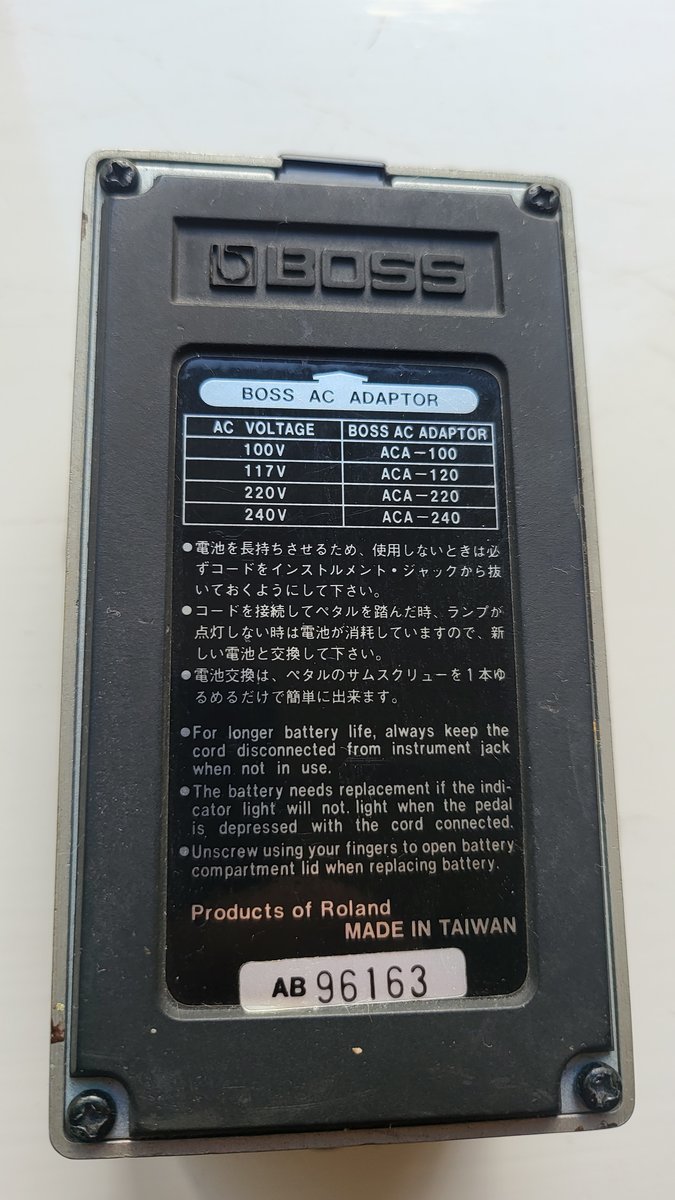 BOSS
BOSS AC ADAPTOR
AC VOLTAGE BOSS AC ADAPTOR
100V ACA-100
117V ACA-120
220V ACA-220
240V ACA-240
●電池を長持ちさせるため、使用しないときは必
ずコードをインストルメント・ジャックから抜
いておくようにして下さい。
●コードを接続してペタルを踏んだ時、ランプが
点灯しない時は電池が消耗していますので、新
しい電池と交換して下さい。
●電池交換は、ペタルのサムスクリューを1本ゆ
るめるだけで簡単に出来ます。
●For longer battery life, always keep the
cord disconnected from instrument jack
when not in use.
●The battery needs replacement if the indi-
cator light will not light when the pedal
is depressed with the cord connected.
●Unscrew using your fingers to open battery
compartment lid when replacing battery.
Products of Roland
MADE IN TAIWAN
AB 96163